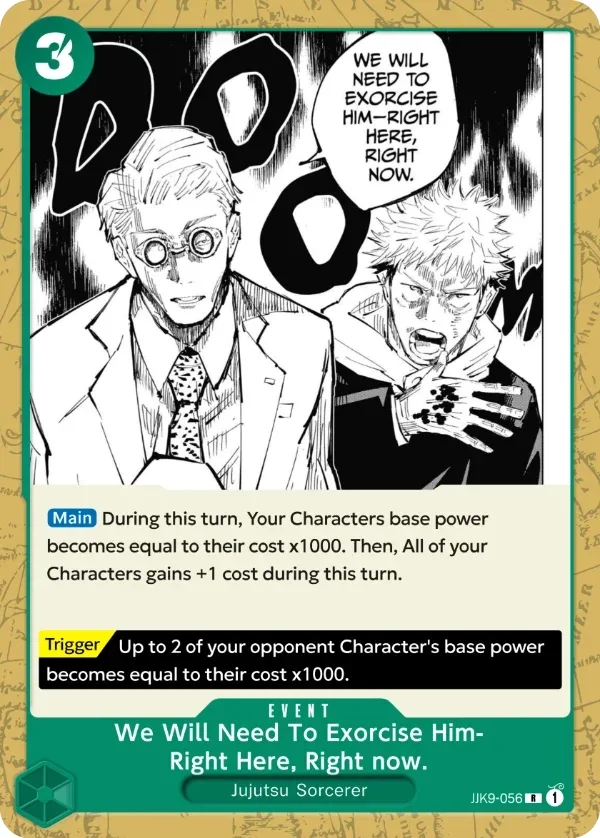 3
DOOM
WE WILL
NEED TO
EXORCISE
HIM—RIGHT
HERE,
RIGHT
NOW.
Main During this turn, Your Characters base power
becomes equal to their cost x1000. Then, All of your
Characters gains +1 cost during this turn.
Trigger Up to 2 of your opponent Character's base power
becomes equal to their cost x1000.
EVENT
We Will Need To Exorcise Him-
Right Here, Right now.
Jujutsu Sorcerer
JJK9-056 R 1